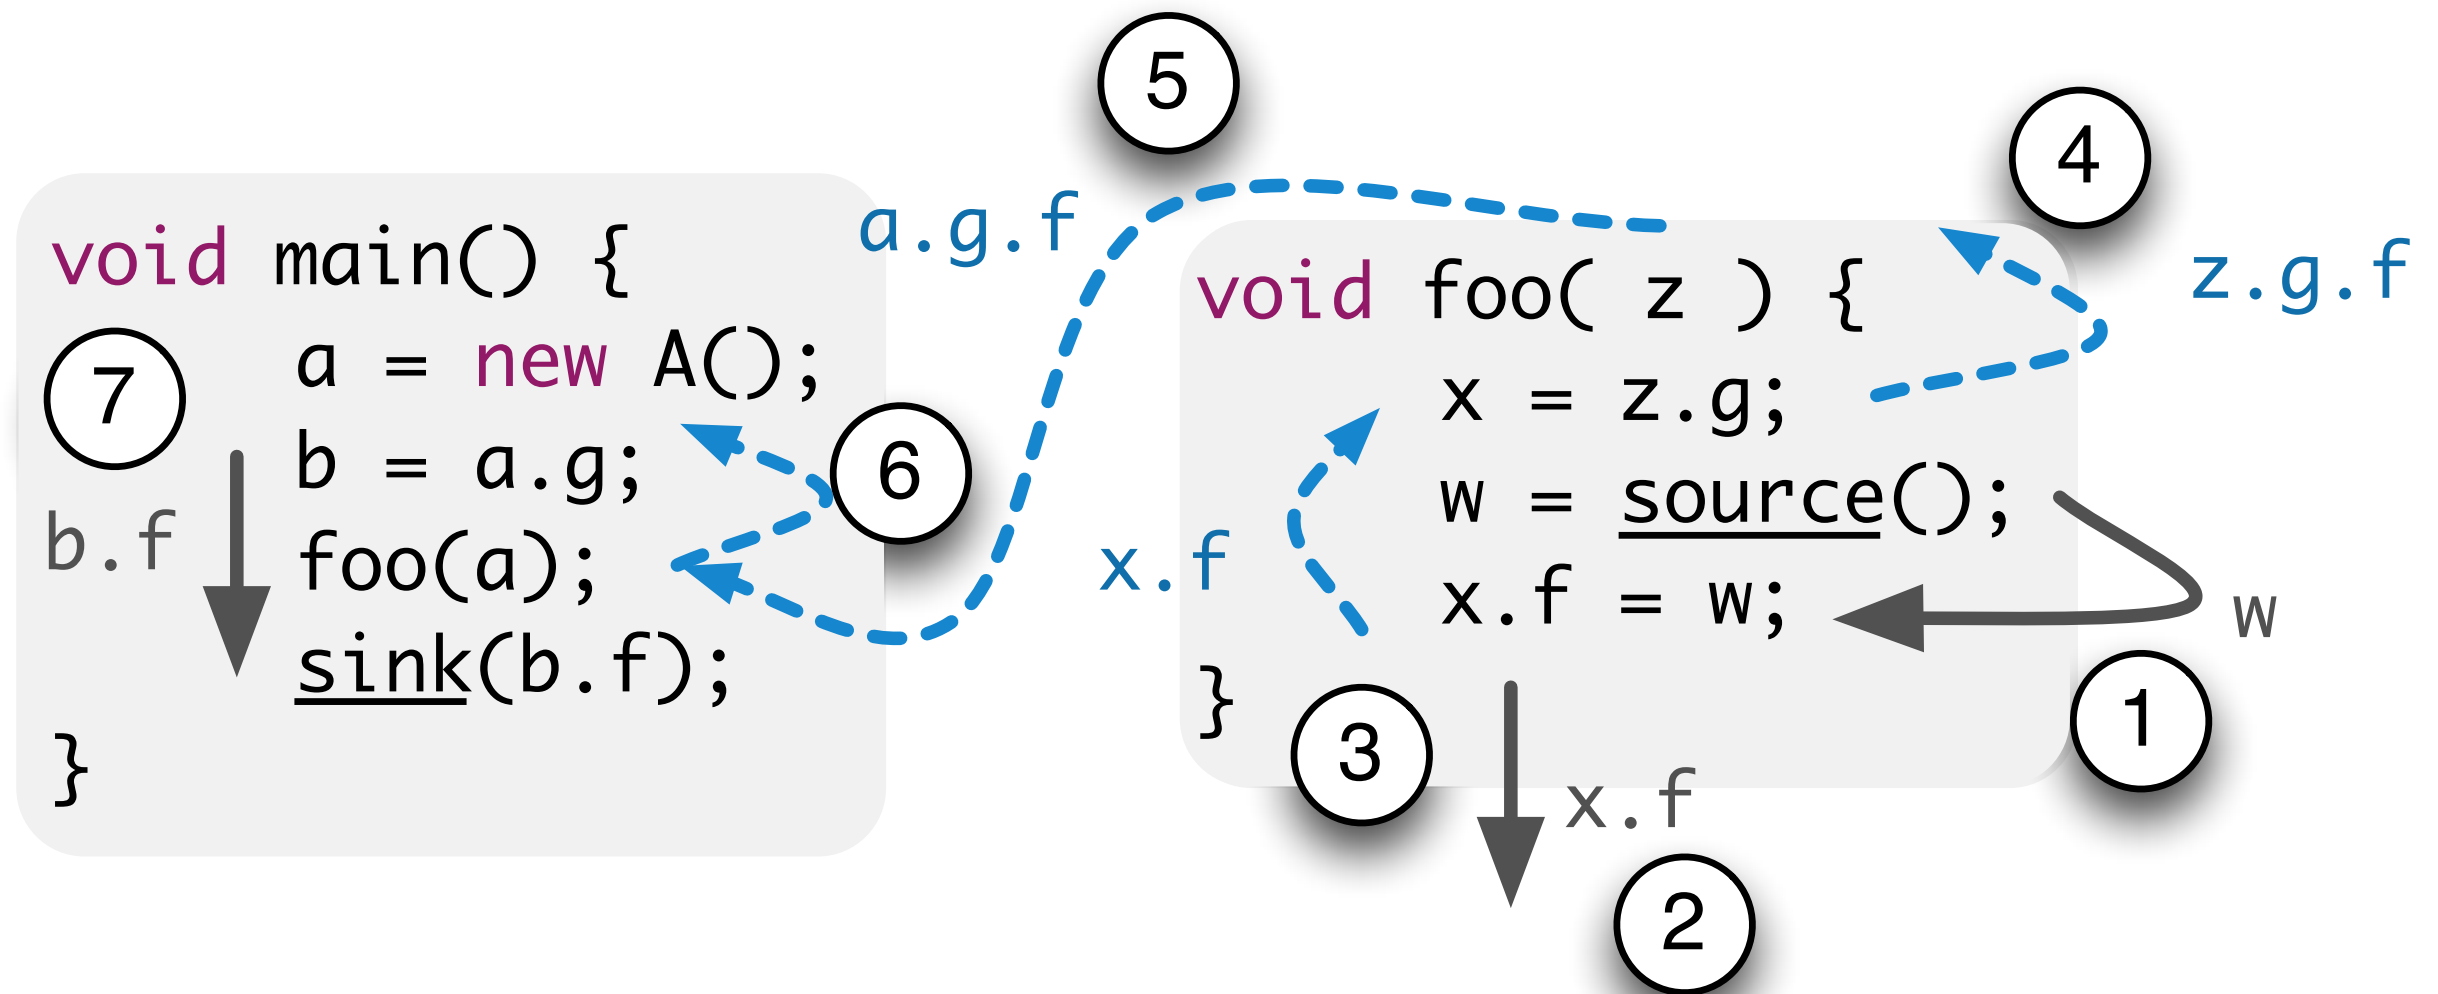 5
4
a.g.f
z.g.f
void main() {
a = new A();
b = a.g;
foo(a);
sink(b.f);
}
7
b.f
6
void foo( z ) {
x = z.g;
w = source();
x.f = w;
}
x.f
w
1
3
x.f
2